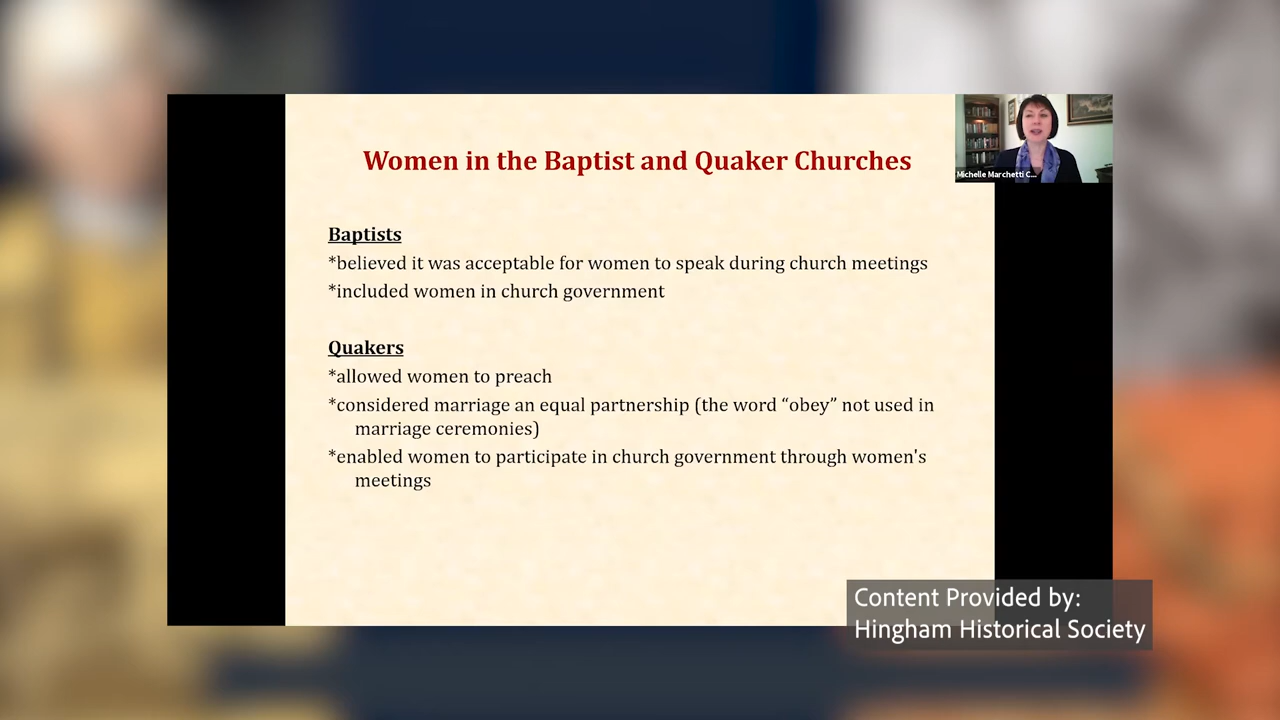 Women in the Baptist and Quaker Churches
Michelle Marchetti C...
Baptists
*believed it was acceptable for women to speak during church meetings
*included women in church government
Quakers
*allowed women to preach
*considered marriage an equal partnership (the word “obey” not used in
marriage ceremonies)
*enabled women to participate in church government through women's
meetings
Content Provided by:
Hingham Historical Society